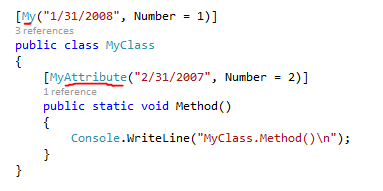 [My("1/31/2008", Number = 1)]
3 references
public class MyClass
{
[MyAttribute("2/31/2007", Number = 2)]
1 reference
public static void Method()
{
Console.WriteLine("MyClass.Method()\n");
}
}